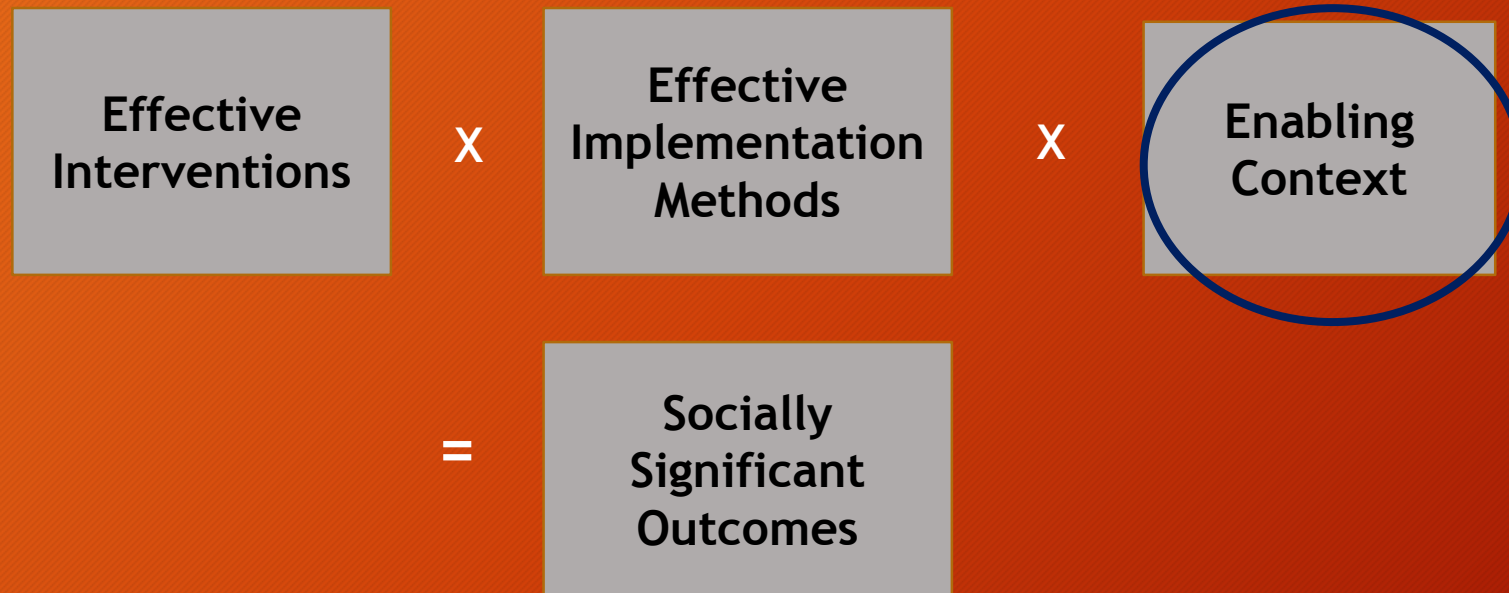 Effective
Interventions
X
Effective
Implementation
Methods
X
Enabling
Context
=
Socially
Significant
Outcomes